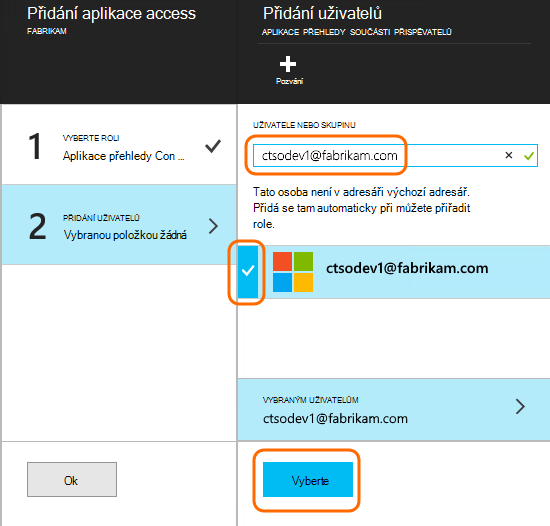 Přidání aplikace access
FABRIKAM
1
VYBERTE ROLI
Aplikace přehledy Con ...
2
PŘIDÁNÍ UŽIVATELŮ
Vybranou položkou žádná
Ok
Přidání uživatelů
APLIKACE PŘEHLEDY SOUČÁSTI PŘISPĚVATELŮ
Pozvání
UŽIVATELE NEBO SKUPINU
ctsodev1@fabrikam.com
Tato osoba není v adresáři výchozí adresář.
Přidá se tam automaticky při můžete přiřadit
role.
ctsodev1@fabrikam.com
VYBRANÝM UŽIVATELŮM
ctsodev1@fabrikam.com
Vyberte